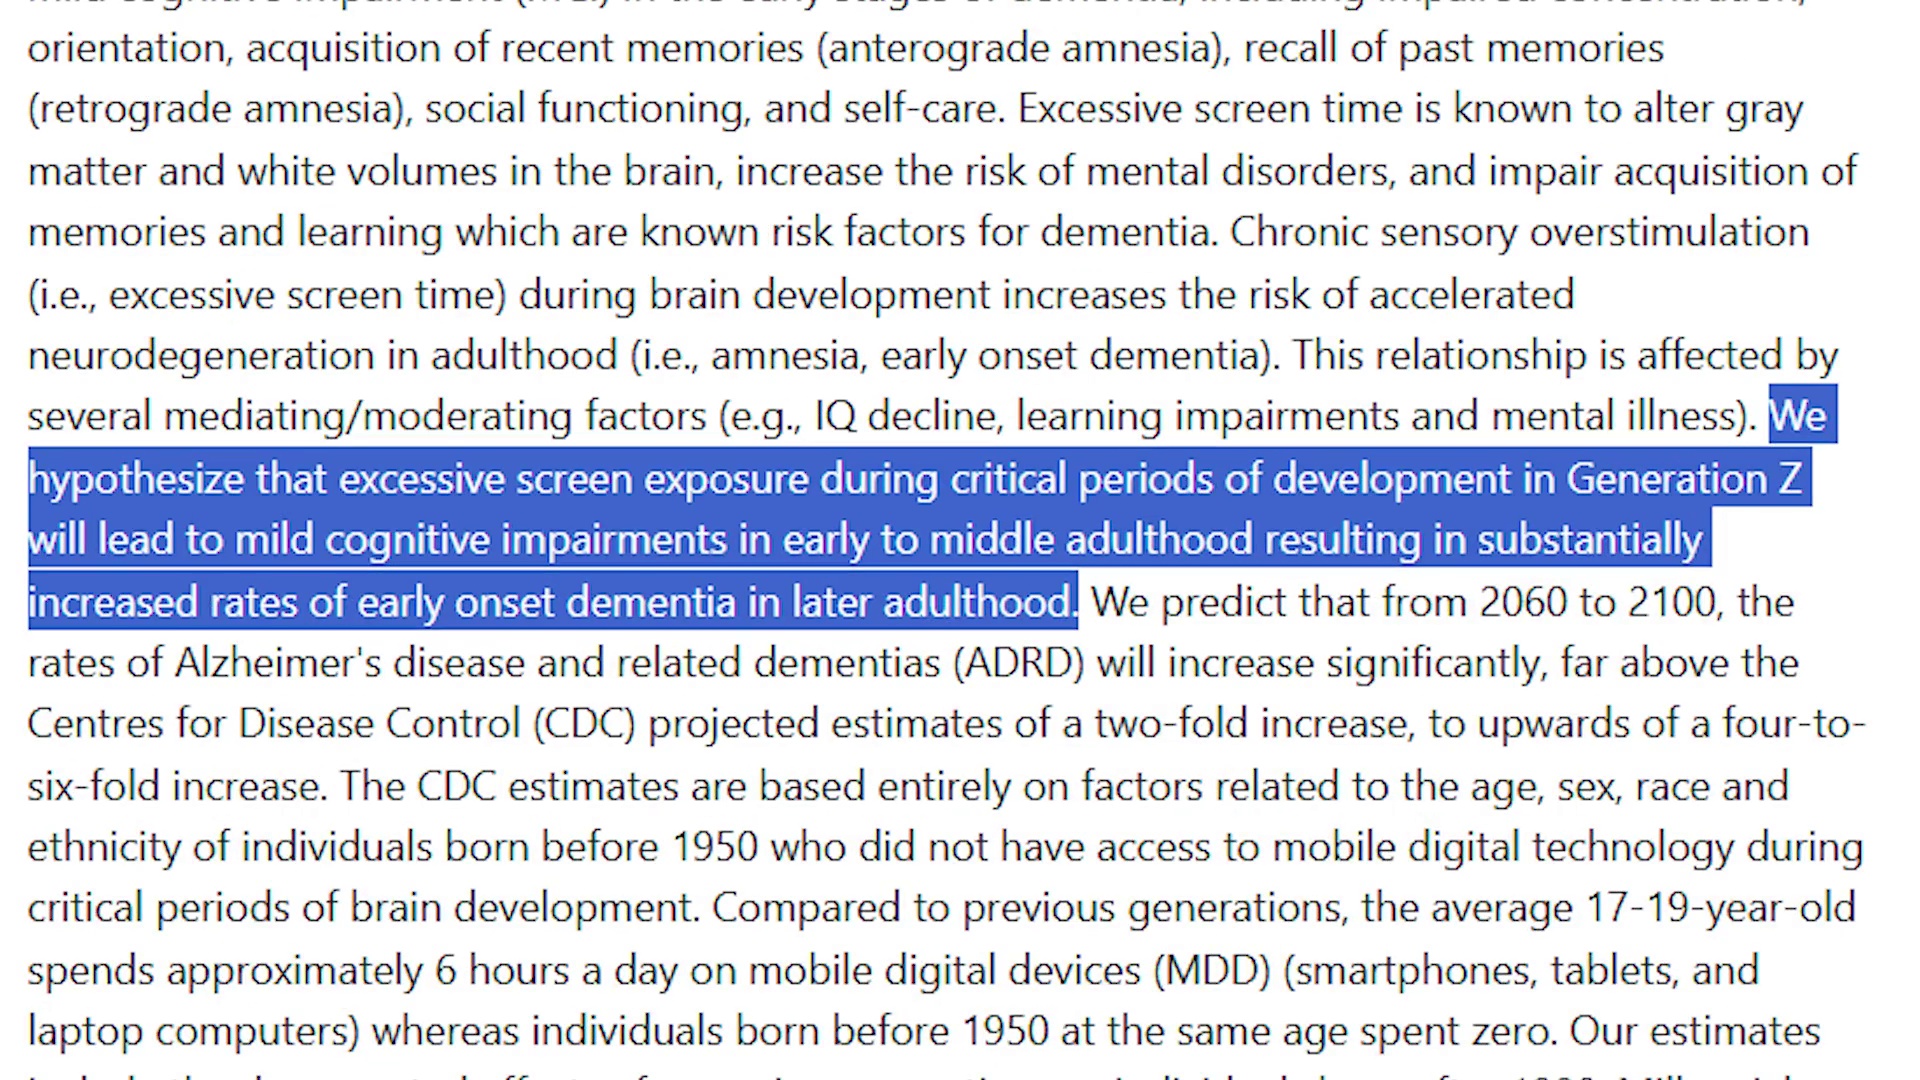 orientation, acquisition of recent memories (anterograde amnesia), recall of past memories
(retrograde amnesia), social functioning, and self-care. Excessive screen time is known to alter gray
matter and white volumes in the brain, increase the risk of mental disorders, and impair acquisition of
memories and learning which are known risk factors for dementia. Chronic sensory overstimulation
(i.e., excessive screen time) during brain development increases the risk of accelerated
neurodegeneration in adulthood (i.e., amnesia, early onset dementia). This relationship is affected by
several mediating/moderating factors (e.g., IQ decline, learning impairments and mental illness). We
hypothesize that excessive screen exposure during critical periods of development in Generation Z
will lead to mild cognitive impairments in early to middle adulthood resulting in substantially
increased rates of early onset dementia in later adulthood. We predict that from 2060 to 2100, the
rates of Alzheimer's disease and related dementias (ADRD) will increase significantly, far above the
Centres for Disease Control (CDC) projected estimates of a two-fold increase, to upwards of a four-to-
six-fold increase. The CDC estimates are based entirely on factors related to the age, sex, race and
ethnicity of individuals born before 1950 who did not have access to mobile digital technology during
critical periods of brain development. Compared to previous generations, the average 17-19-year-old
spends approximately 6 hours a day on mobile digital devices (MDD) (smartphones, tablets, and
laptop computers) whereas individuals born before 1950 at the same age spent zero. Our estimates